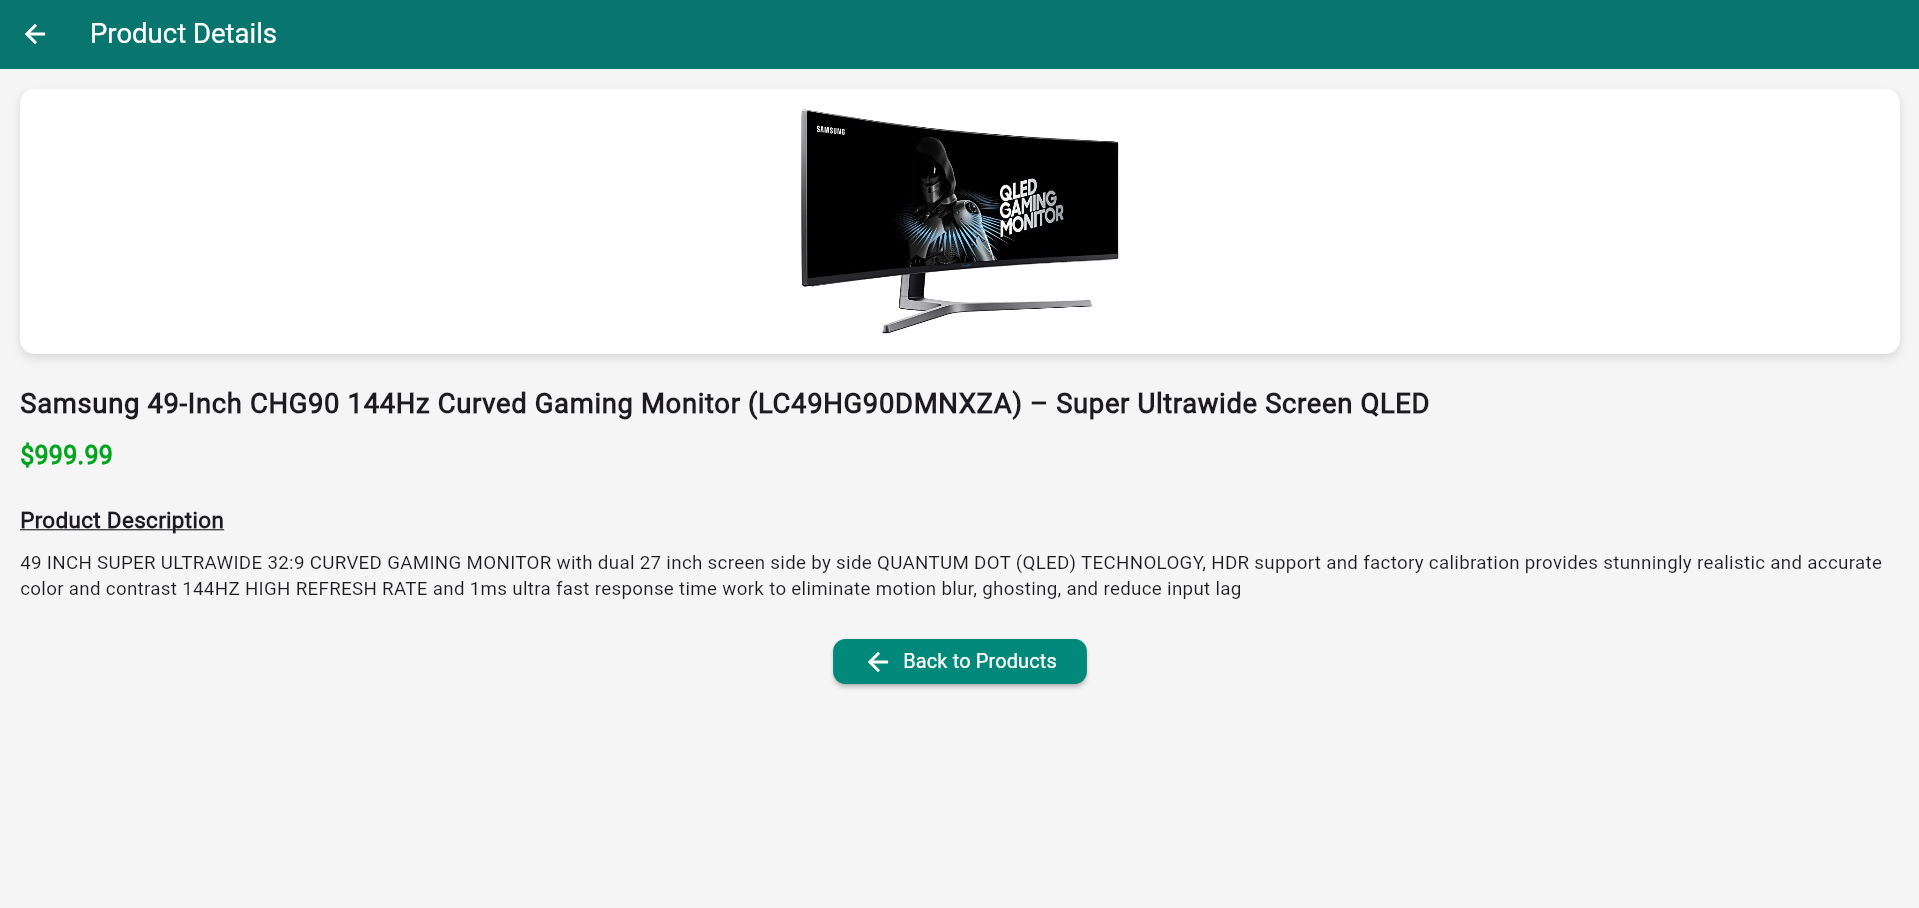 Product Details
SAMSUNG
QLED
GAMING
MONITOR
Samsung 49-Inch CHG90 144Hz Curved Gaming Monitor (LC49HG90DMNXZA) – Super Ultrawide Screen QLED
$999.99
Product Description
49 INCH SUPER ULTRAWIDE 32:9 CURVED GAMING MONITOR with dual 27 inch screen side by side QUANTUM DOT (QLED) TECHNOLOGY, HDR support and factory calibration provides stunningly realistic and accurate
color and contrast 144HZ HIGH REFRESH RATE and 1ms ultra fast response time work to eliminate motion blur, ghosting, and reduce input lag
Back to Products